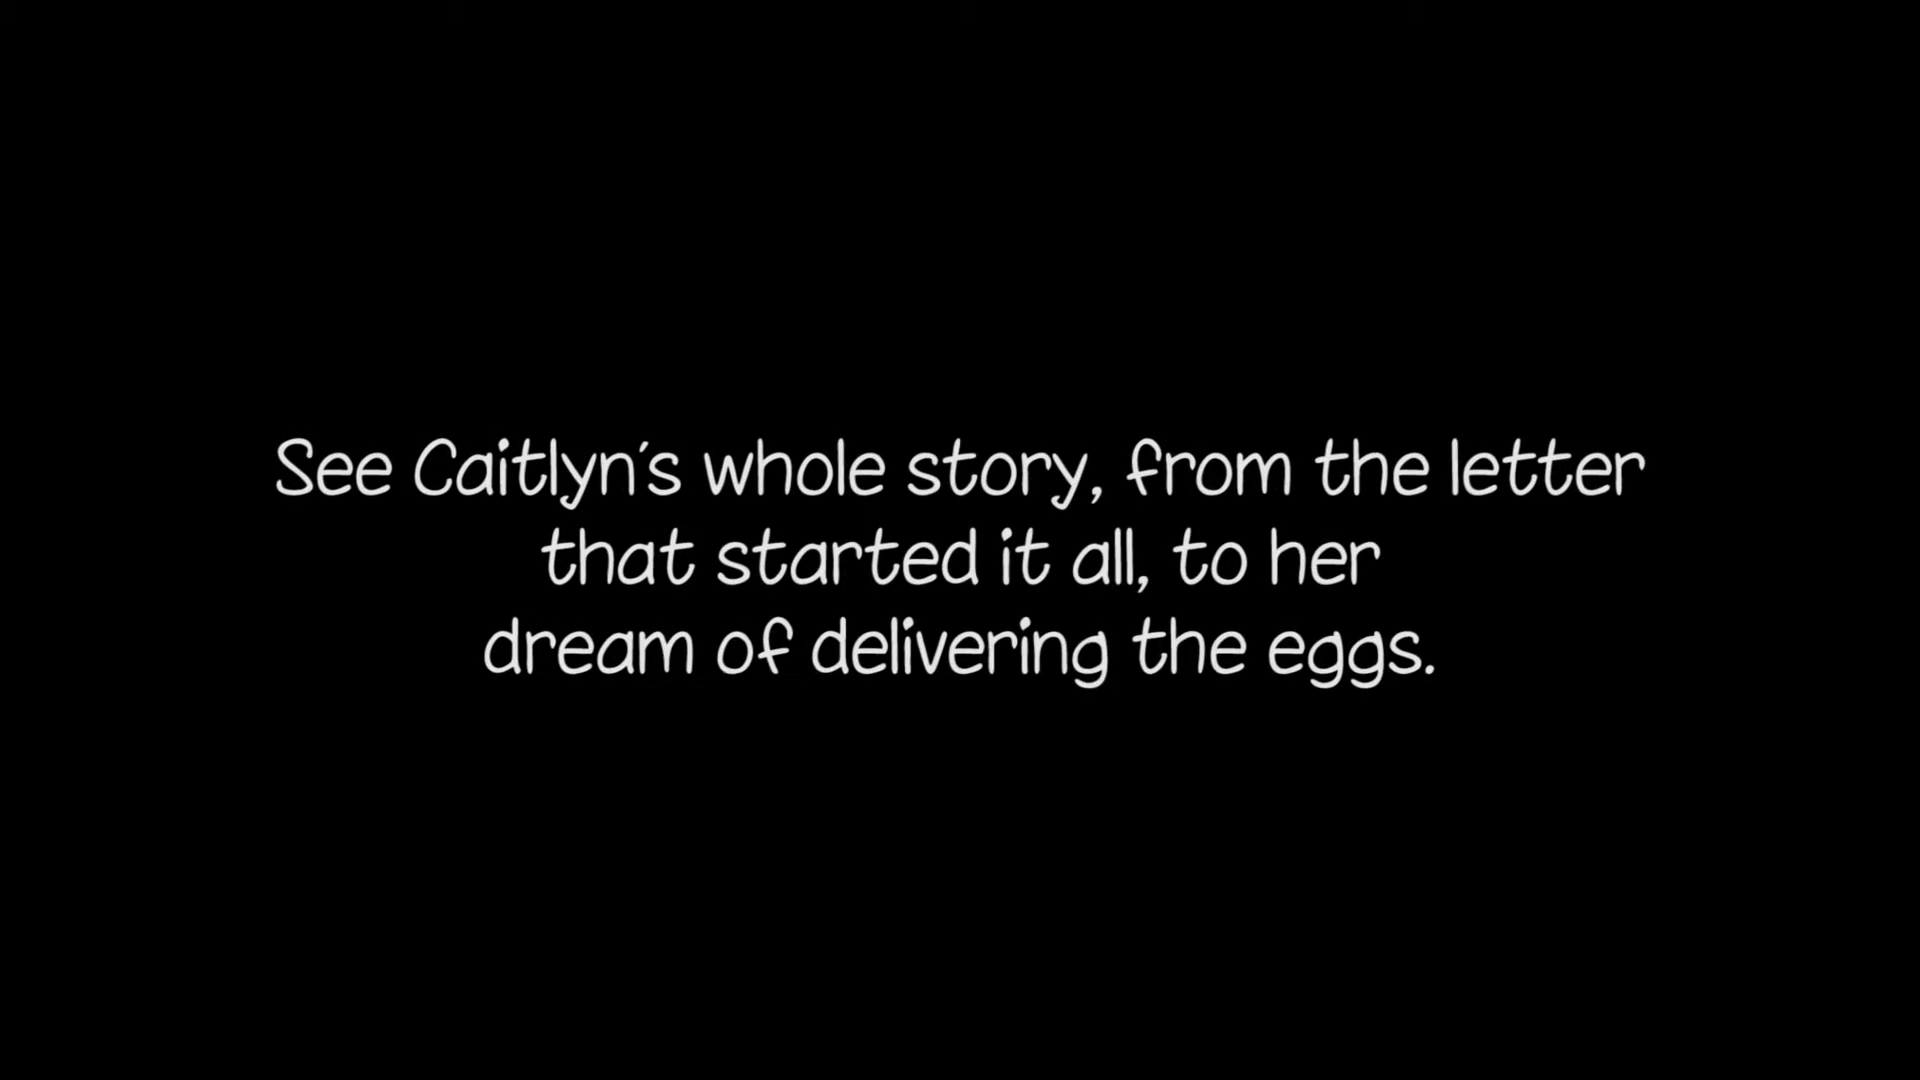 See Caitlyn's whole story, from the letter
that started it all, to her
dream of delivering the eggs.